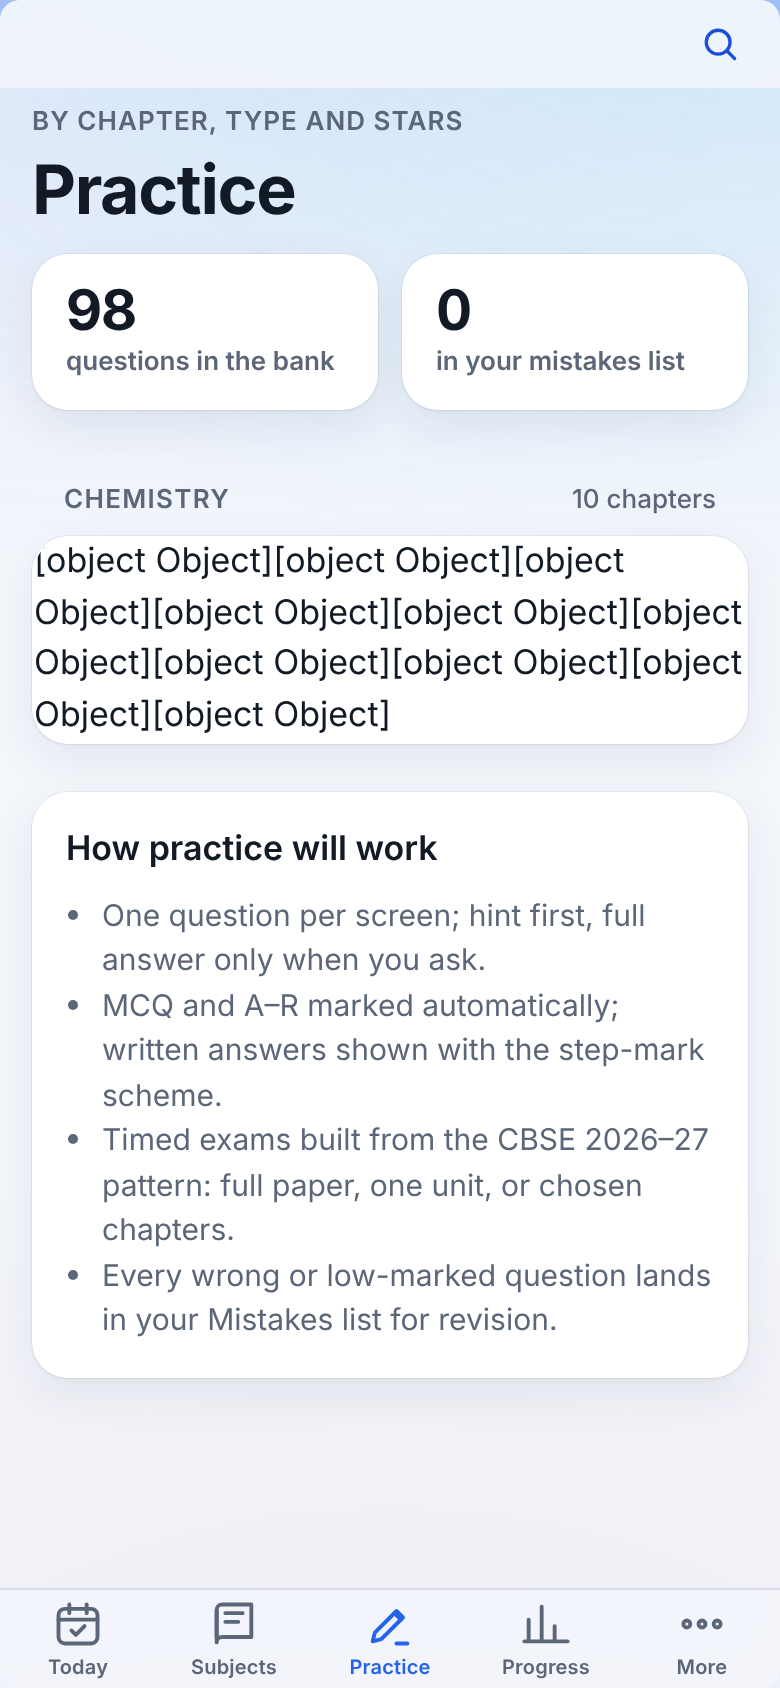 BY CHAPTER, TYPE AND STARS
Practice
98
questions in the bank
0
in your mistakes list
CHEMISTRY
10 chapters
[object Object][object Object][object
Object][object Object][object Object][object
Object][object Object][object Object][object
Object][object Object]
How practice will work
• One question per screen; hint first, full
answer only when you ask.
• MCQ and A–R marked automatically;
written answers shown with the step-mark
scheme.
• Timed exams built from the CBSE 2026–27
pattern: full paper, one unit, or chosen
chapters.
• Every wrong or low-marked question lands
in your Mistakes list for revision.
Today
Subjects
Practice
Progress
More